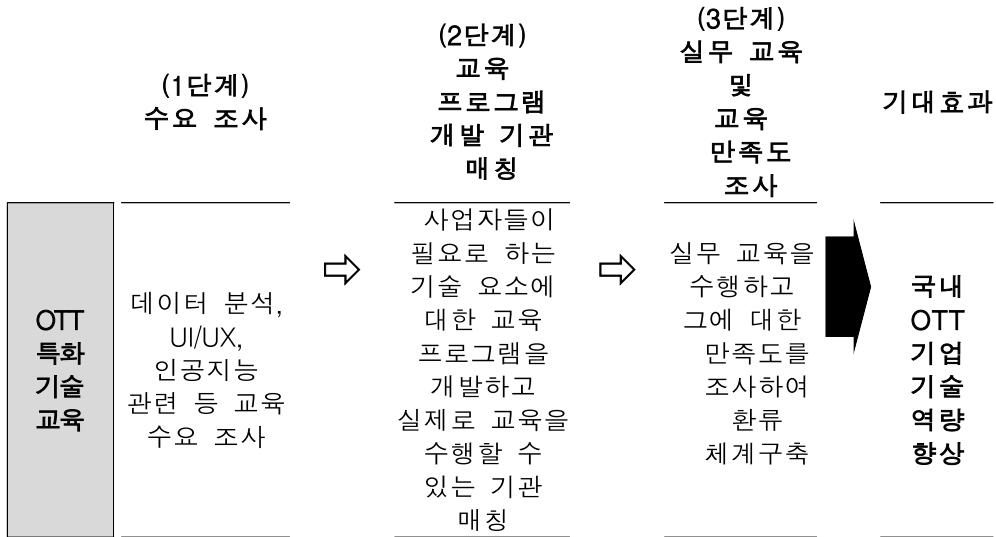 (1단계)
수요 조사
(2단계)
교육
프로그램
개발 기관
매칭
(3단계)
실무 교육
및
교육
만족도
조사
기대효과
OTT
특화
기술
교육
데이터 분석,
UI/UX,
인공지능
관련 등 교육
수요 조사
⇨
사업자들이
필요로 하는
기술 요소에
대한 교육
프로그램을
개발하고
실제로 교육을
수행할 수
있는 기관
매칭
⇨
실무 교육을
수행하고
그에 대한
만족도를
조사하여
환류
체계구축
국내
OTT
기업
기술
역량
향상